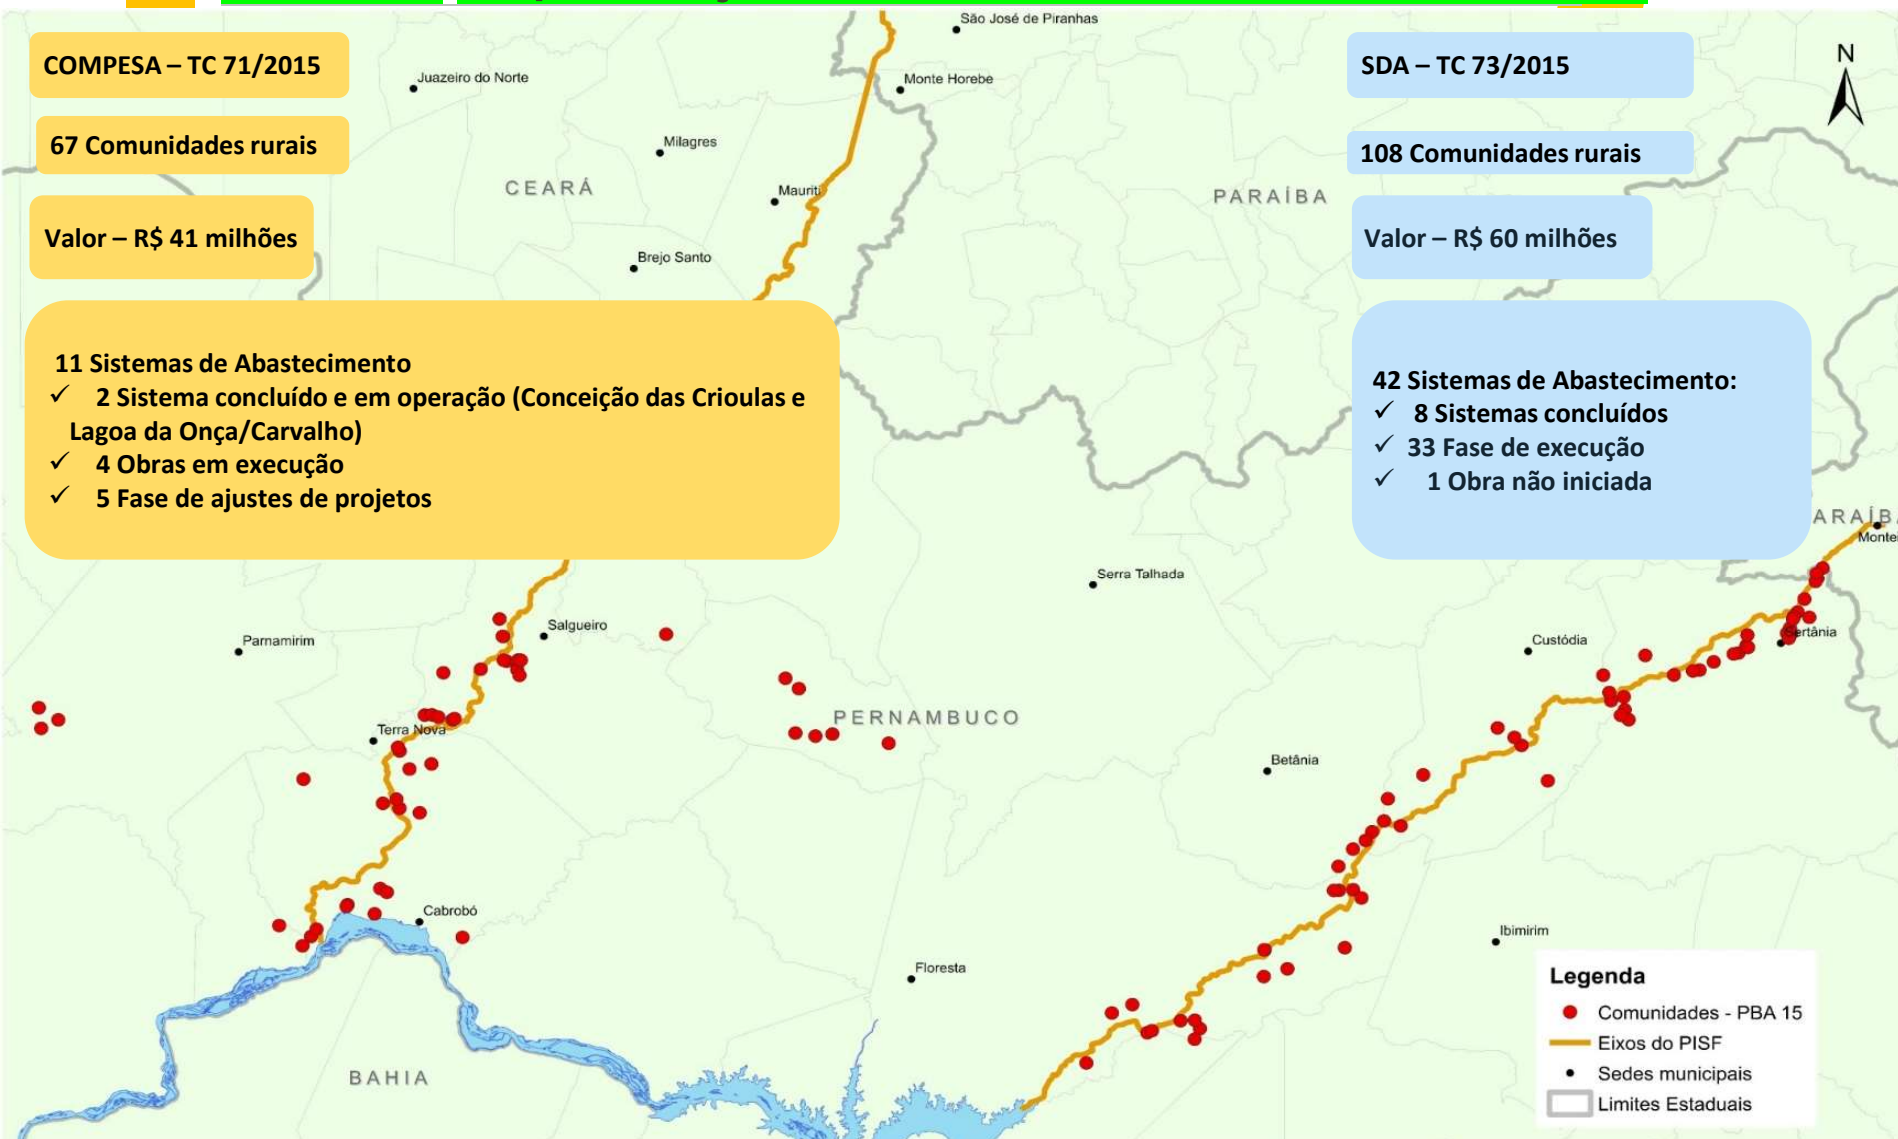 São José de Piranhas
COMPESA – TC 71/2015
SDA – TC 73/2015
N
Juazeiro do Norte
Monte Horebe
67 Comunidades rurais
Milagres
108 Comunidades rurais
CEARÁ
Mauriti
PARAÍBA
Valor – R$ 41 milhões
Brejo Santo
Valor – R$ 60 milhões
11 Sistemas de Abastecimento
✓ 2 Sistema concluído e em operação (Conceição das Crioulas e
Lagoa da Onça/Carvalho)
✓ 4 Obras em execução
✓ 5 Fase de ajustes de projetos
42 Sistemas de Abastecimento:
✓ 8 Sistemas concluídos
✓ 33 Fase de execução
✓ 1 Obra não iniciada
ARAÍBA
Montei
Serra Talhada
Salgueiro
Parnamirim
Custódia
Sertânia
PERNAMBUCO
Terra Nova
Betânia
Cabrobó
Ibimirim
Floresta
BAHIA
Legenda
Comunidades - PBA 15
Eixos do PISF
Sedes municipais
Limites Estaduais